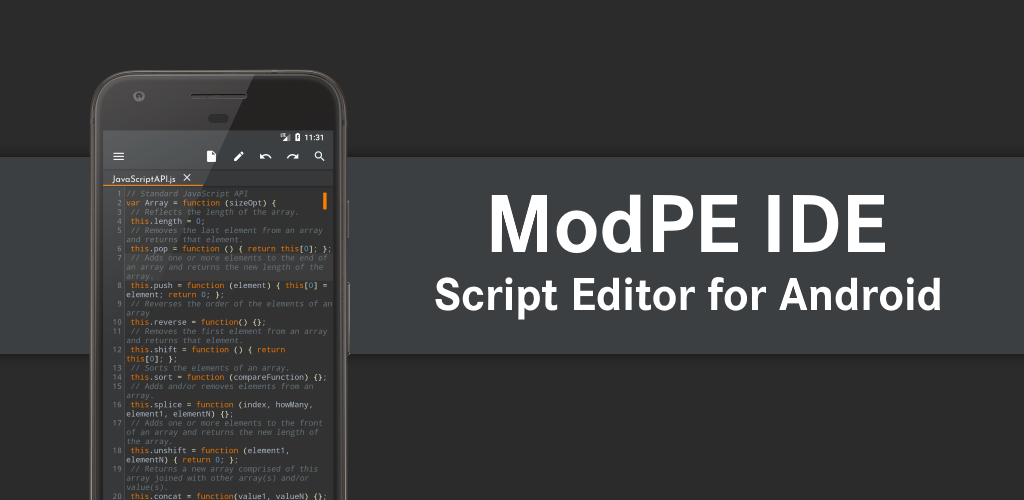 11:31
JavaScriptAPI.js
1 // Standard JavaScript API
2 var Array = function (sizeOpt) {
3 // Reflects the length of the array.
4 this.length = 0;
5 // Removes the last element from an array
and returns that element.
6 this.pop = function () { return this[0]; };
7 // Adds one or more elements to the end of
an array and returns the new length of the
array.
8 this.push = function (element) { this[0] =
element; return 0; };
9 // Reverses the order of the elements of an
array
10 this.reverse = function() {};
11 // Removes the first element from an array
and returns that element.
12 this.shift = function () { return
this[0]; };
13 // Sorts the elements of an array.
14 this.sort = function (compareFunction) {};
15 // Adds and/or removes elements from an
array.
16 this.splice = function (index, howMany,
element1, elementN) {};
17 // Adds one or more elements to the front
of an array and returns the new length of
the array.
18 this.unshift = function (element1,
elementN) { return 0; };
19 // Returns a new array comprised of this
array joined with other array(s) and/or
value(s).
20 this.concat = function(value1, valueN) {};
ModPE IDE
Script Editor for Android